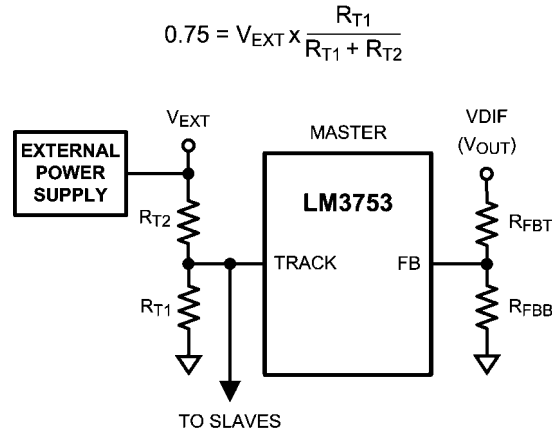 0.75 = VEXT x RT1 / (RT1 + RT2)
VEXT
MASTER
VDIF
(VOUT)
EXTERNAL
POWER
SUPPLY
LM3753
RT2
RFBT
TRACK
FB
RT1
RFBB
TO SLAVES